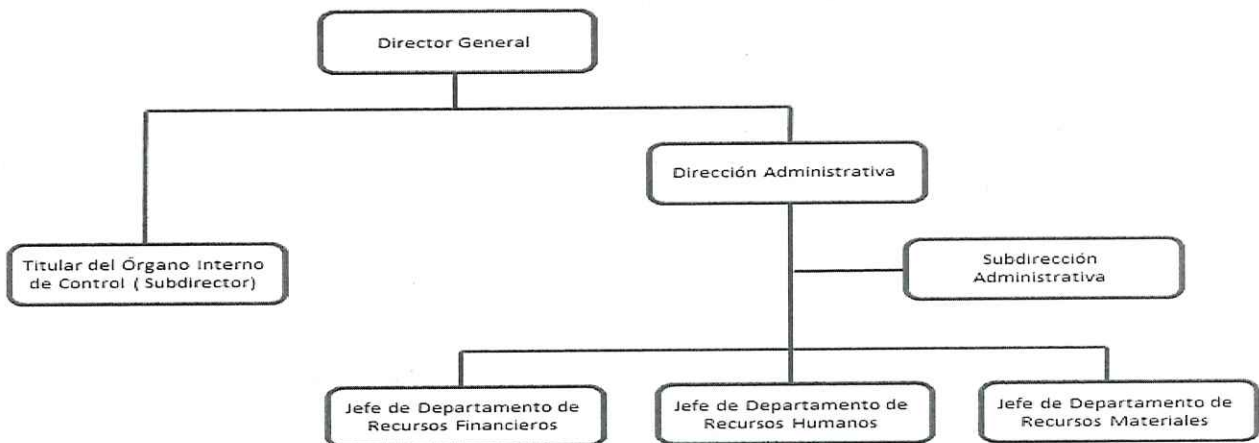 Director General
Dirección Administrativa
Titular del Órgano Interno
de Control ( Subdirector)
Subdirección
Administrativa
Jefe de Departamento de
Recursos Financieros
Jefe de Departamento de
Recursos Humanos
Jefe de Departamento de
Recursos Materiales